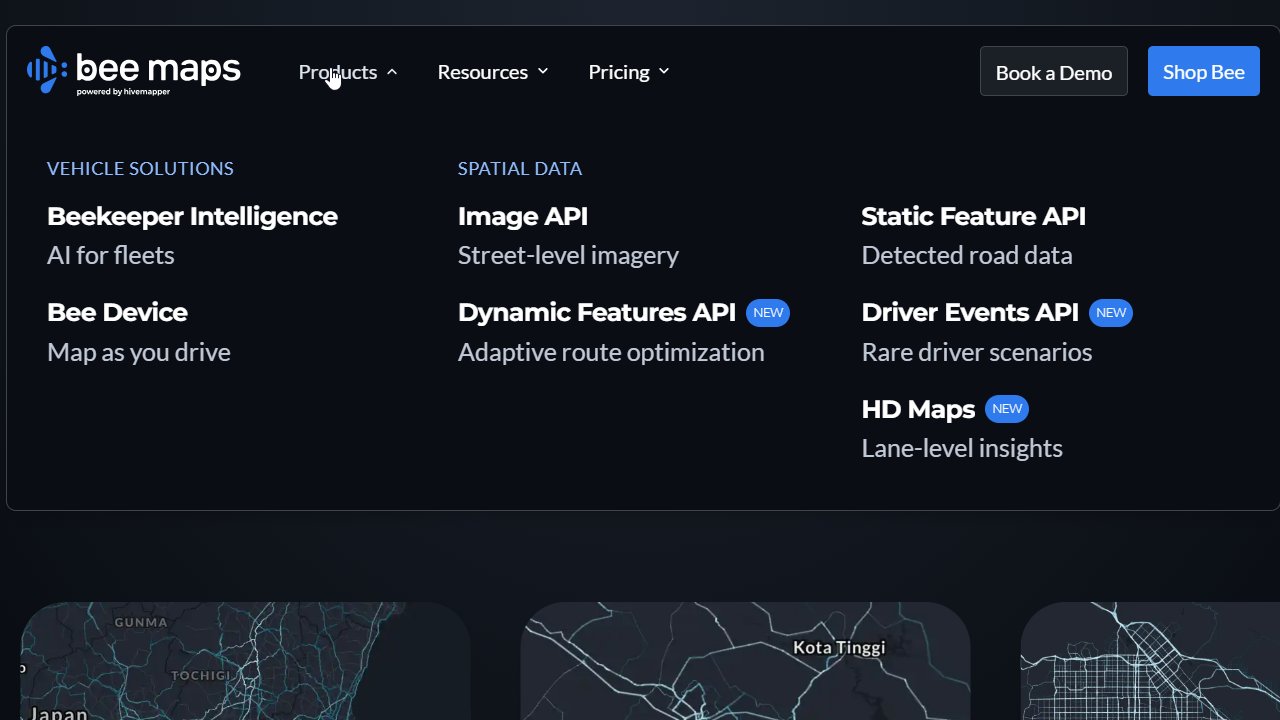 bee maps
powered by hivemapper
Products
Resources
Pricing
Book a Demo
Shop Bee
VEHICLE SOLUTIONS
Beekeeper Intelligence
AI for fleets
Bee Device
Map as you drive
SPATIAL DATA
Image API
Street-level imagery
Dynamic Features API NEW
Adaptive route optimization
Static Feature API
Detected road data
Driver Events API NEW
Rare driver scenarios
HD Maps NEW
Lane-level insights
GUNMA
TOCHIGI
Japan
Kota Tinggi